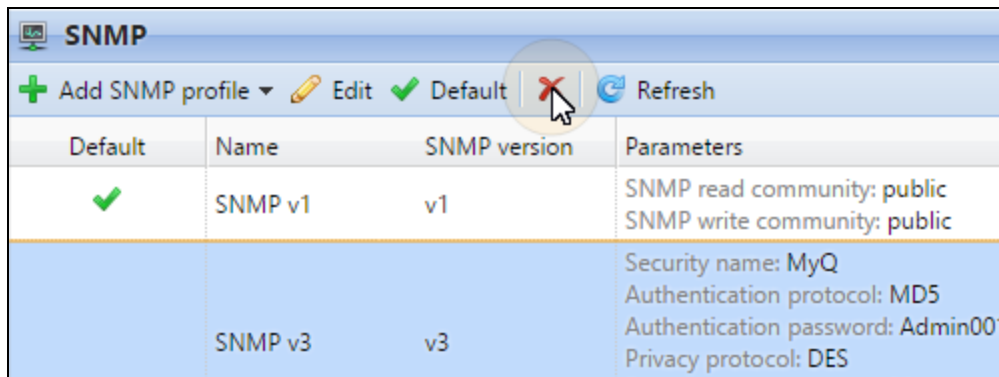 SNMP
Add SNMP profile Edit Default Refresh
Default Name SNMP version Parameters
SNMP v1 v1 SNMP read community: public
SNMP write community: public
Security name: MyQ
Authentication protocol: MD5
SNMP v3 v3 Authentication password: Admin001
Privacy protocol: DES